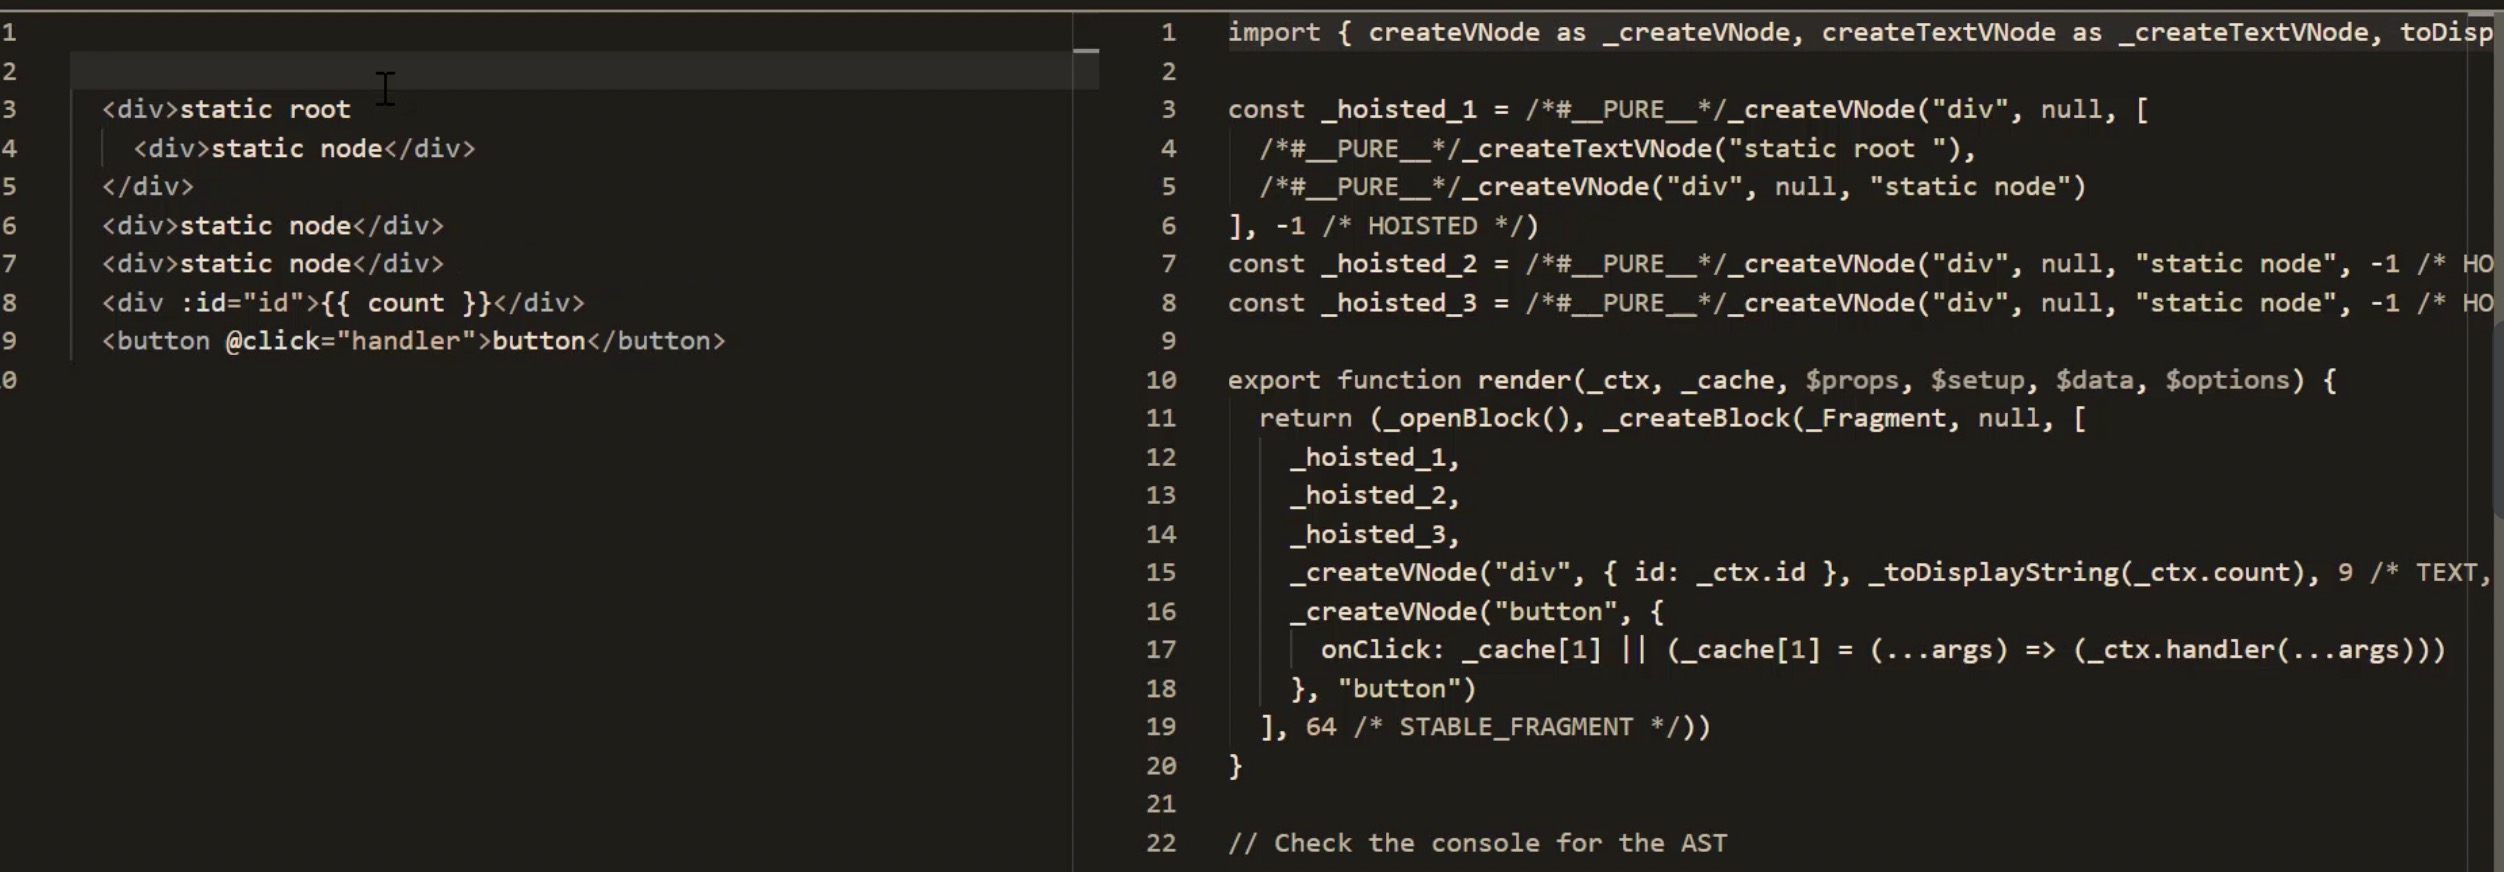 1
2
3 <div>static root
4 <div>static node</div>
5 </div>
6 <div>static node</div>
7 <div>static node</div>
8 <div :id="id">{{ count }}</div>
9 <button @click="handler">button</button>
0
1 import { createVNode as _createVNode, createTextVNode as _createTextVNode, toDisp
2
3 const _hoisted_1 = /*#__PURE__*/_createVNode("div", null, [
4 /*#__PURE__*/_createTextVNode("static root "),
5 /*#__PURE__*/_createVNode("div", null, "static node")
6 ], -1 /* HOISTED */)
7 const _hoisted_2 = /*#__PURE__*/_createVNode("div", null, "static node", -1 /* HO
8 const _hoisted_3 = /*#__PURE__*/_createVNode("div", null, "static node", -1 /* HO
9
10 export function render(_ctx, _cache, $props, $setup, $data, $options) {
11 return (_openBlock(), _createBlock(_Fragment, null, [
12 _hoisted_1,
13 _hoisted_2,
14 _hoisted_3,
15 _createVNode("div", { id: _ctx.id }, _toDisplayString(_ctx.count), 9 /* TEXT,
16 _createVNode("button", {
17 onClick: _cache[1] || (_cache[1] = (...args) => (_ctx.handler(...args)))
18 }, "button")
19 ], 64 /* STABLE_FRAGMENT */))
20 }
21
22 // Check the console for the AST